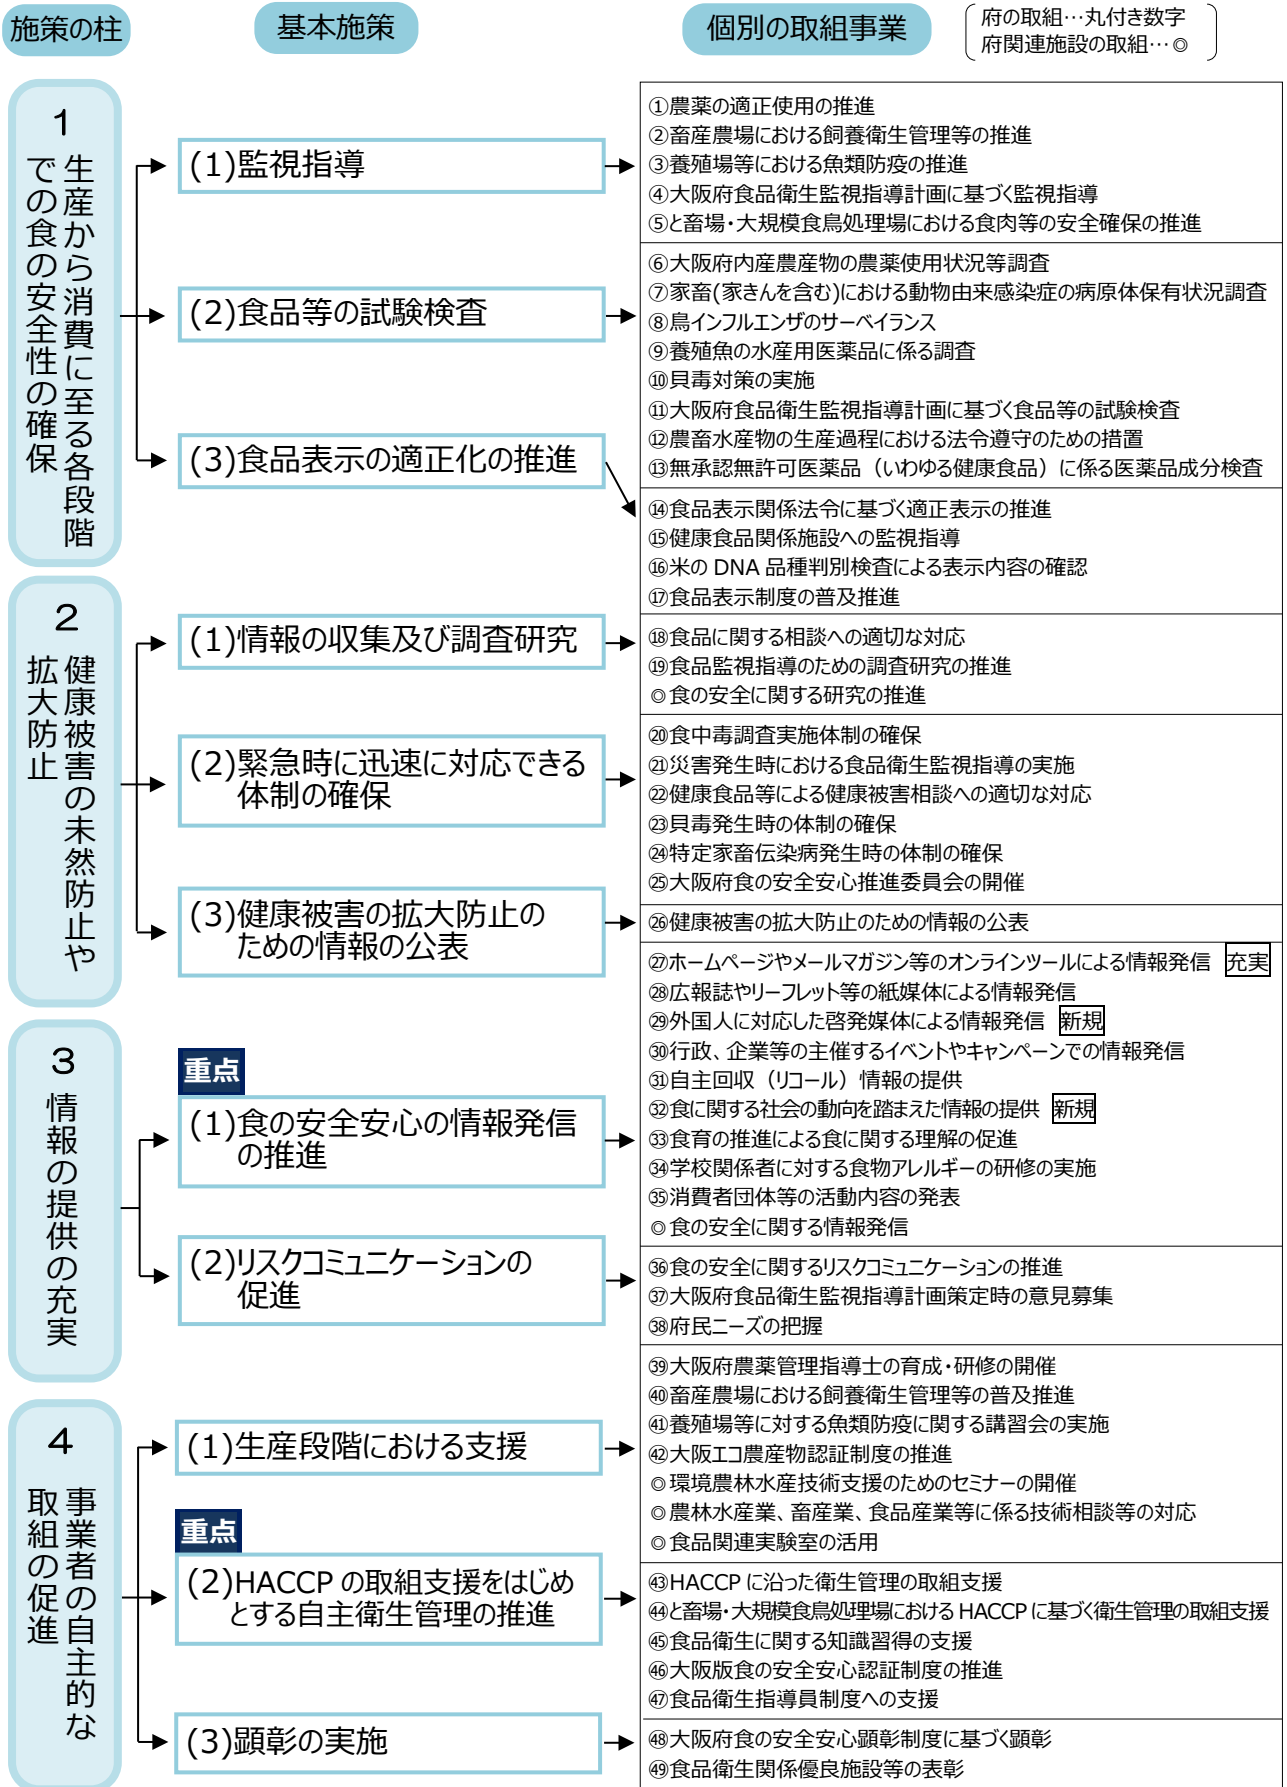 施策の柱
基本施策
個別の取組事業
府の取組…丸付き数字
府関連施設の取組…◎
1
生産から消費に至る各段階
での食の安全性の確保
(1)監視指導
①農薬の適正使用の推進
②畜産農場における飼養衛生管理等の推進
③養殖場等における魚類防疫の推進
④大阪府食品衛生監視指導計画に基づく監視指導
⑤と畜場・大規模食鳥処理場における食肉等の安全確保の推進
(2)食品等の試験検査
⑥大阪府内産農産物の農薬使用状況等調査
⑦家畜(家きんを含む)における動物由来感染症の病原体保有状況調査
⑧鳥インフルエンザのサーベイランス
⑨養殖魚の水産用医薬品に係る調査
⑩貝毒対策の実施
⑪大阪府食品衛生監視指導計画に基づく食品等の試験検査
⑫農畜水産物の生産過程における法令遵守のための措置
⑬無承認無許可医薬品（いわゆる健康食品）に係る医薬品成分検査
(3)食品表示の適正化の推進
⑭食品表示関係法令に基づく適正表示の推進
⑮健康食品関係施設への監視指導
⑯米の DNA 品種判別検査による表示内容の確認
⑰食品表示制度の普及推進
2
健康被害の未然防止や
拡大防止
(1)情報の収集及び調査研究
⑱食品に関する相談への適切な対応
⑲食品監視指導のための調査研究の推進
◎食の安全に関する研究の推進
(2)緊急時に迅速に対応できる
体制の確保
⑳食中毒調査実施体制の確保
㉑災害発生時における食品衛生監視指導の実施
㉒健康食品等による健康被害相談への適切な対応
㉓貝毒発生時の体制の確保
㉔特定家畜伝染病発生時の体制の確保
㉕大阪府食の安全安心推進委員会の開催
(3)健康被害の拡大防止の
ための情報の公表
㉖健康被害の拡大防止のための情報の公表
3
情報の提供の充実
重点
(1)食の安全安心の情報発信
の推進
㉗ホームページやメールマガジン等のオンラインツールによる情報発信 充実
㉘広報誌やリーフレット等の紙媒体による情報発信
㉙外国人に対応した啓発媒体による情報発信 新規
㉚行政、企業等の主催するイベントやキャンペーンでの情報発信
㉛自主回収（リコール）情報の提供
㉜食に関する社会の動向を踏まえた情報の提供 新規
㉝食育の推進による食に関する理解の促進
㉞学校関係者に対する食物アレルギーの研修の実施
㉟消費者団体等の活動内容の発表
◎食の安全に関する情報発信
(2)リスクコミュニケーションの
促進
㊱食の安全に関するリスクコミュニケーションの推進
㊲大阪府食品衛生監視指導計画策定時の意見募集
㊳府民ニーズの把握
4
事業者の自主的な
取組の促進
(1)生産段階における支援
㊴大阪府農薬管理指導士の育成・研修の開催
㊵畜産農場における飼養衛生管理等の普及推進
㊶養殖場等に対する魚類防疫に関する講習会の実施
㊷大阪エコ農産物認証制度の推進
◎環境農林水産技術支援のためのセミナーの開催
◎農林水産業、畜産業、食品産業等に係る技術相談等の対応
◎食品関連実験室の活用
重点
(2)HACCP の取組支援をはじめ
とする自主衛生管理の推進
㊸HACCP に沿った衛生管理の取組支援
㊹と畜場・大規模食鳥処理場における HACCP に基づく衛生管理の取組支援
㊺食品衛生に関する知識習得の支援
㊻大阪版食の安全安心認証制度の推進
㊼食品衛生指導員制度への支援
(3)顕彰の実施
㊽大阪府食の安全安心顕彰制度に基づく顕彰
㊾食品衛生関係優良施設等の表彰